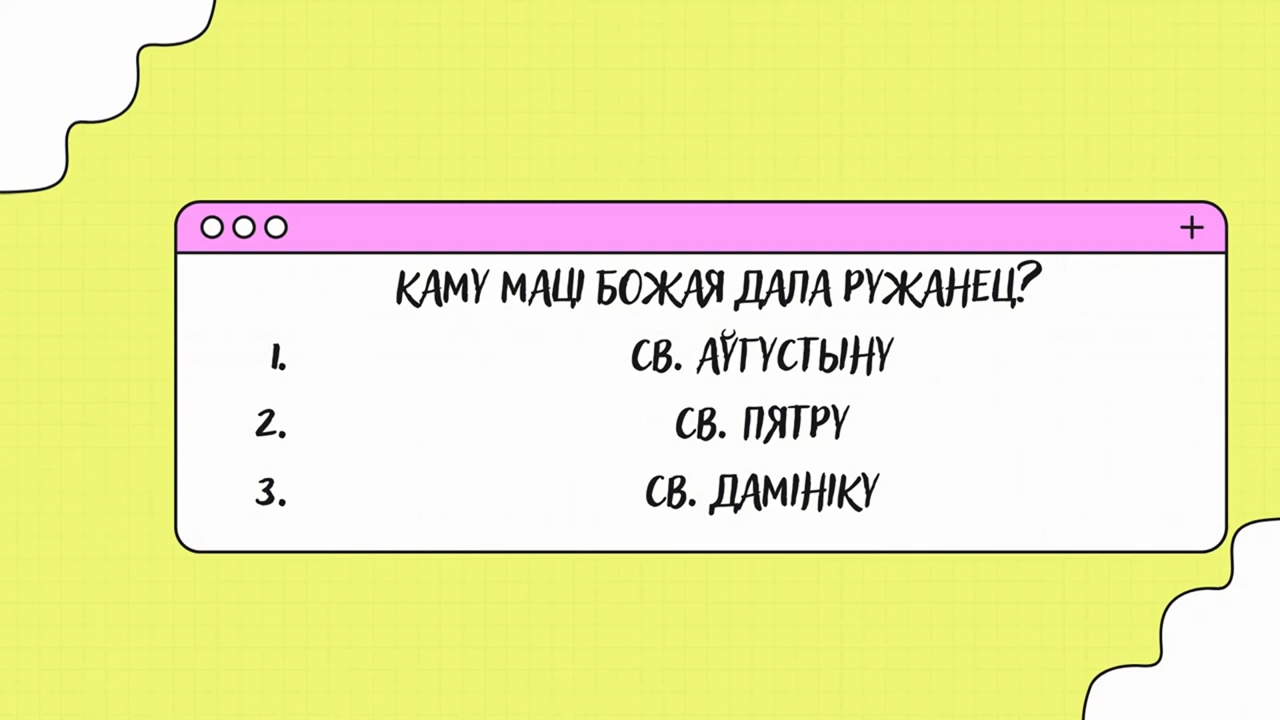 КАМУ МАЦІ БОЖАЯ ДАЛА РУЖАНЕЦ?
1. СВ. АЎГУСТЫНУ
2. СВ. ПЯТРУ
3. СВ. ДАМІНІКУ